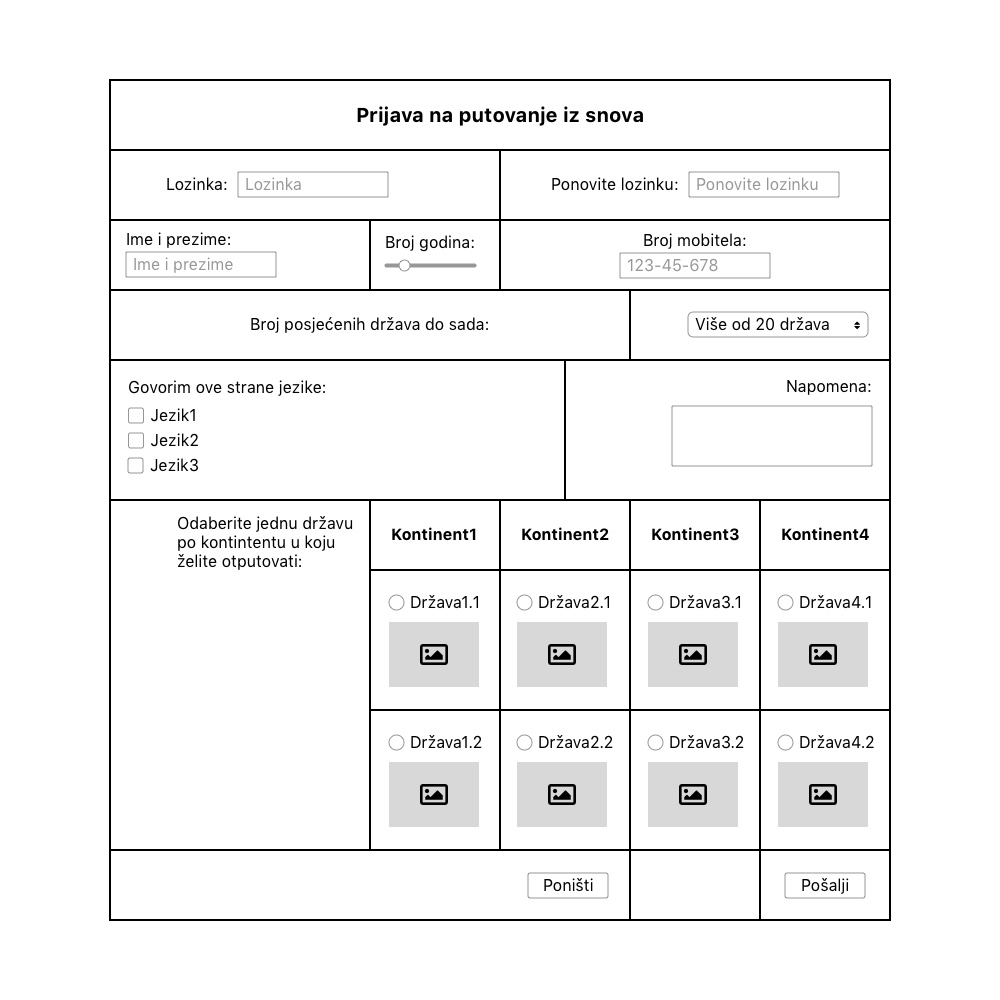 Prijava na putovanje iz snova
Lozinka: Lozinka
Ponovite lozinku: Ponovite lozinku
Ime i prezime:
Ime i prezime
Broj godina:
Broj mobitela:
123-45-678
Broj posjećenih država do sada:
Više od 20 država
Govorim ove strane jezike:
Jezik1
Jezik2
Jezik3
Napomena:
Odaberite jednu državu
po kontintentu u koju
želite otputovati:
Kontinent1
Kontinent2
Kontinent3
Kontinent4
Država1.1
Država2.1
Država3.1
Država4.1
Država1.2
Država2.2
Država3.2
Država4.2
Poništi
Pošalji